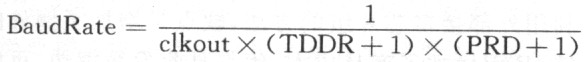 BaudRate = 1 / clkout × (TDDR+1) × (PRD+1)